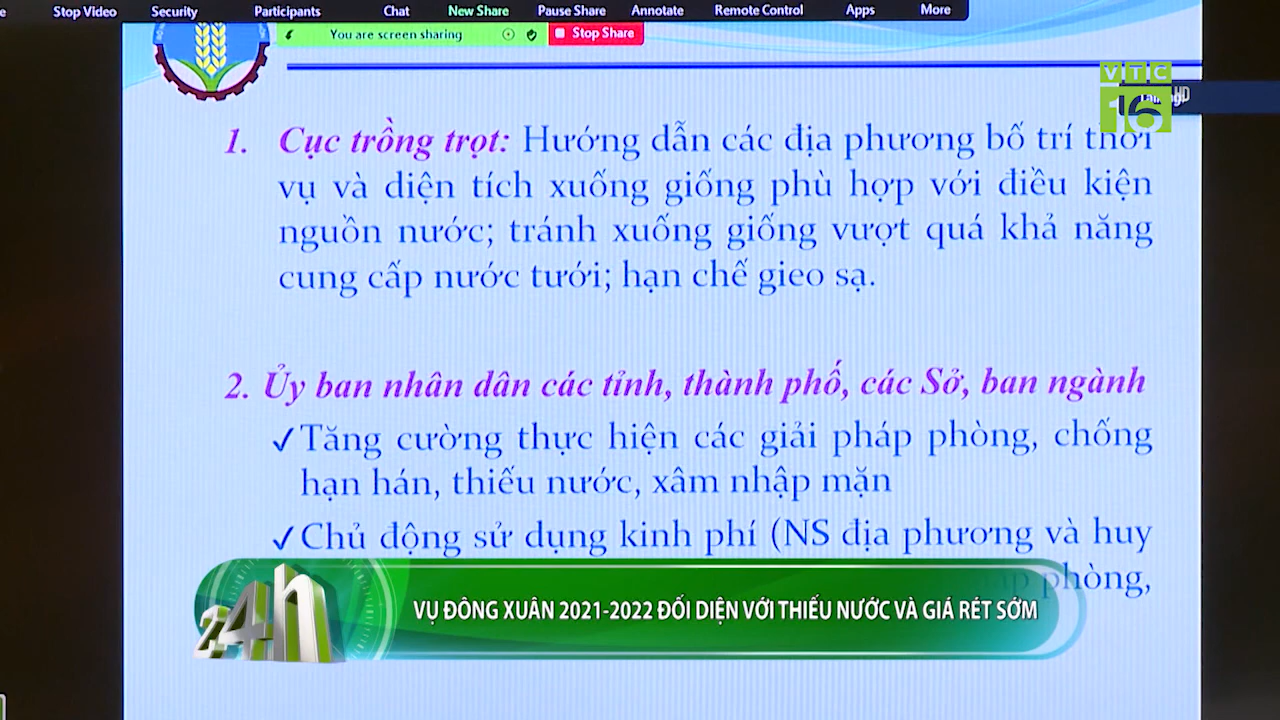 Stop Video Security Participants Chat New Share Pause Share Annotate Remote Control Apps More
You are screen sharing Stop Share
VTC
16
HD
1. Cục trồng trọt: Hướng dẫn các địa phương bố trí thời
vụ và diện tích xuống giống phù hợp với điều kiện
nguồn nước; tránh xuống giống vượt quá khả năng
cung cấp nước tưới; hạn chế gieo sạ.
2. Ủy ban nhân dân các tỉnh, thành phố, các Sở, ban ngành
✓Tăng cường thực hiện các giải pháp phòng, chống
hạn hán, thiếu nước, xâm nhập mặn
✓Chủ động sử dụng kinh phí (NS địa phương và huy
phòng,
24h
VỤ ĐÔNG XUÂN 2021-2022 ĐỐI DIỆN VỚI THIẾU NƯỚC VÀ GIÁ RÉT SỚM